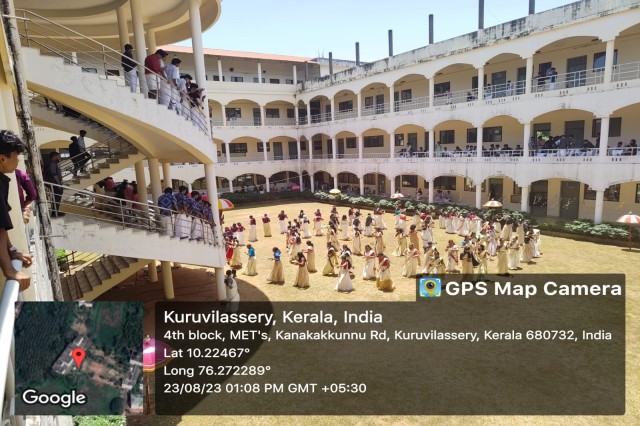 GPS Map Camera
Kuruvilassery, Kerala, India
4th block, MET's, Kanakakkunnu Rd, Kuruvilassery, Kerala 680732, India
Lat 10.22467°
Long 76.272289°
23/08/23 01:08 PM GMT +05:30
Google